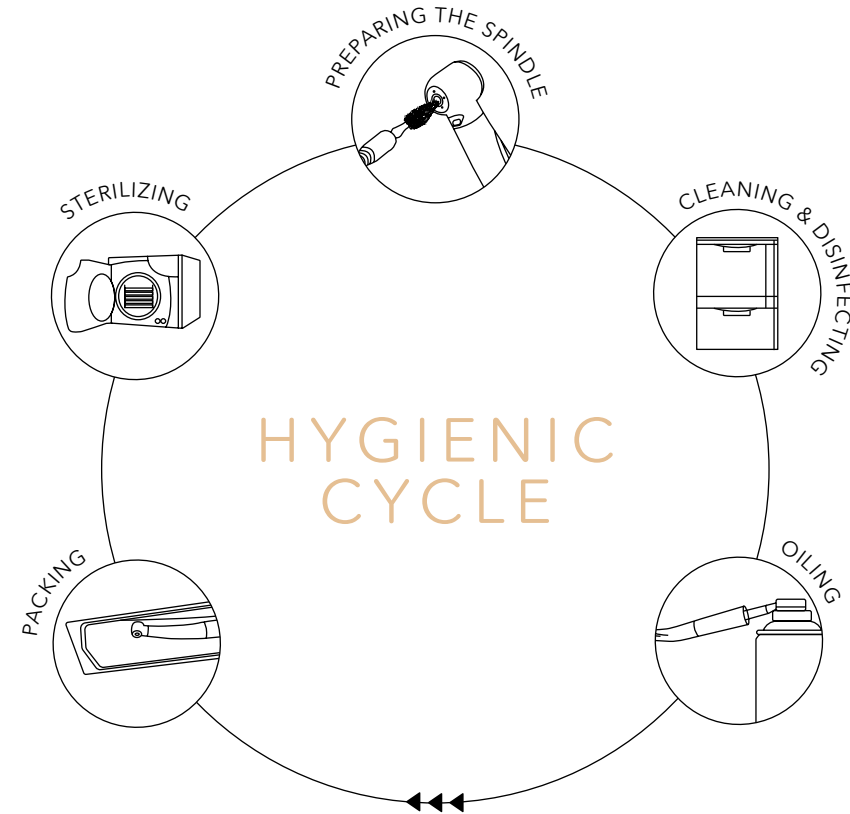 PREPARING THE SPINDLE
STERILIZING
CLEANING & DISINFECTING
HYGIENIC
CYCLE
PACKING
OILING